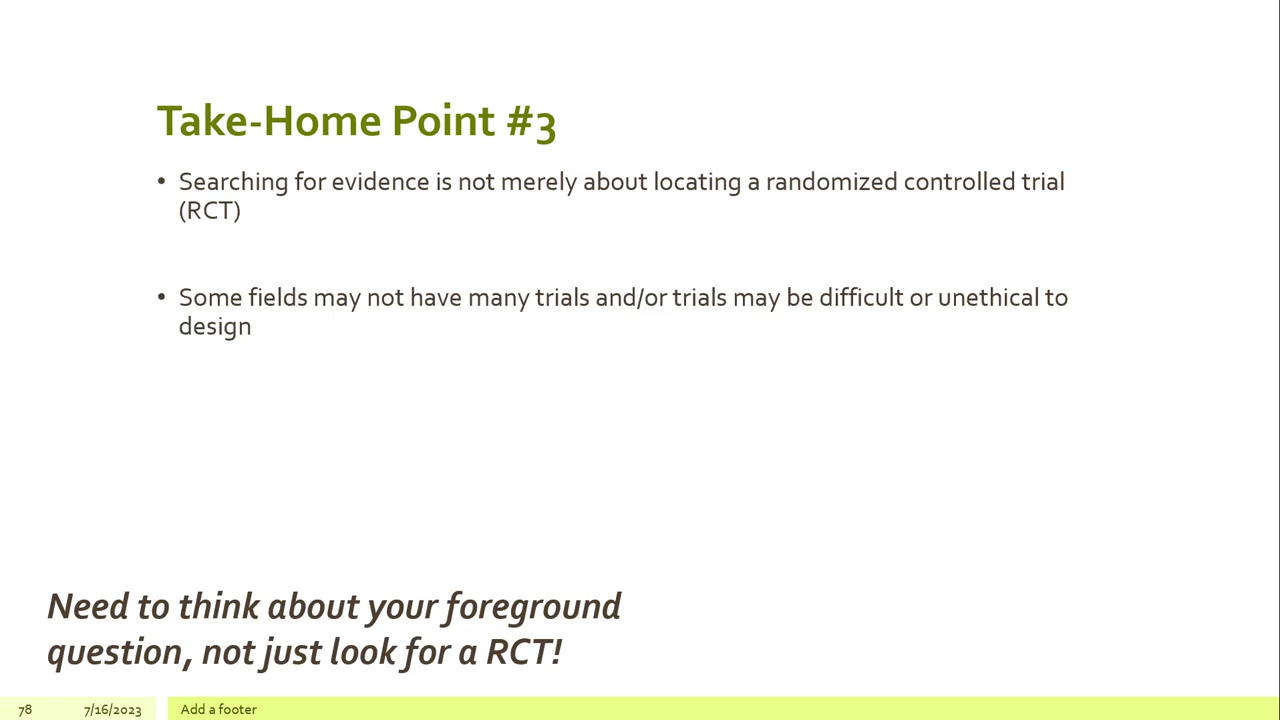 Take-Home Point #3
• Searching for evidence is not merely about locating a randomized controlled trial
(RCT)
• Some fields may not have many trials and/or trials may be difficult or unethical to
design
Need to think about your foreground
question, not just look for a RCT!
78 7/16/2023 Add a footer